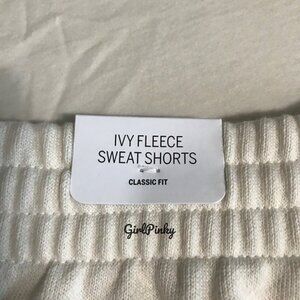 IVY FLEECE
SWEAT SHORTS
CLASSIC FIT
GirlPinky